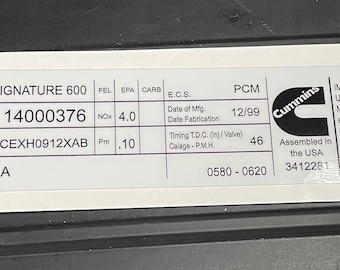 IGNATURE 600 FEL EPA CARB E.C.S. PCM
14000376 NOx 4.0 Date of Mfg. Date Fabrication 12/99
CEXH0912XAB Pm .10 Timing T.D.C. (In) / Valve) Calage - P.M.H. 46
A 0580 - 0620
Cummins
Assembled in
the USA
3412281